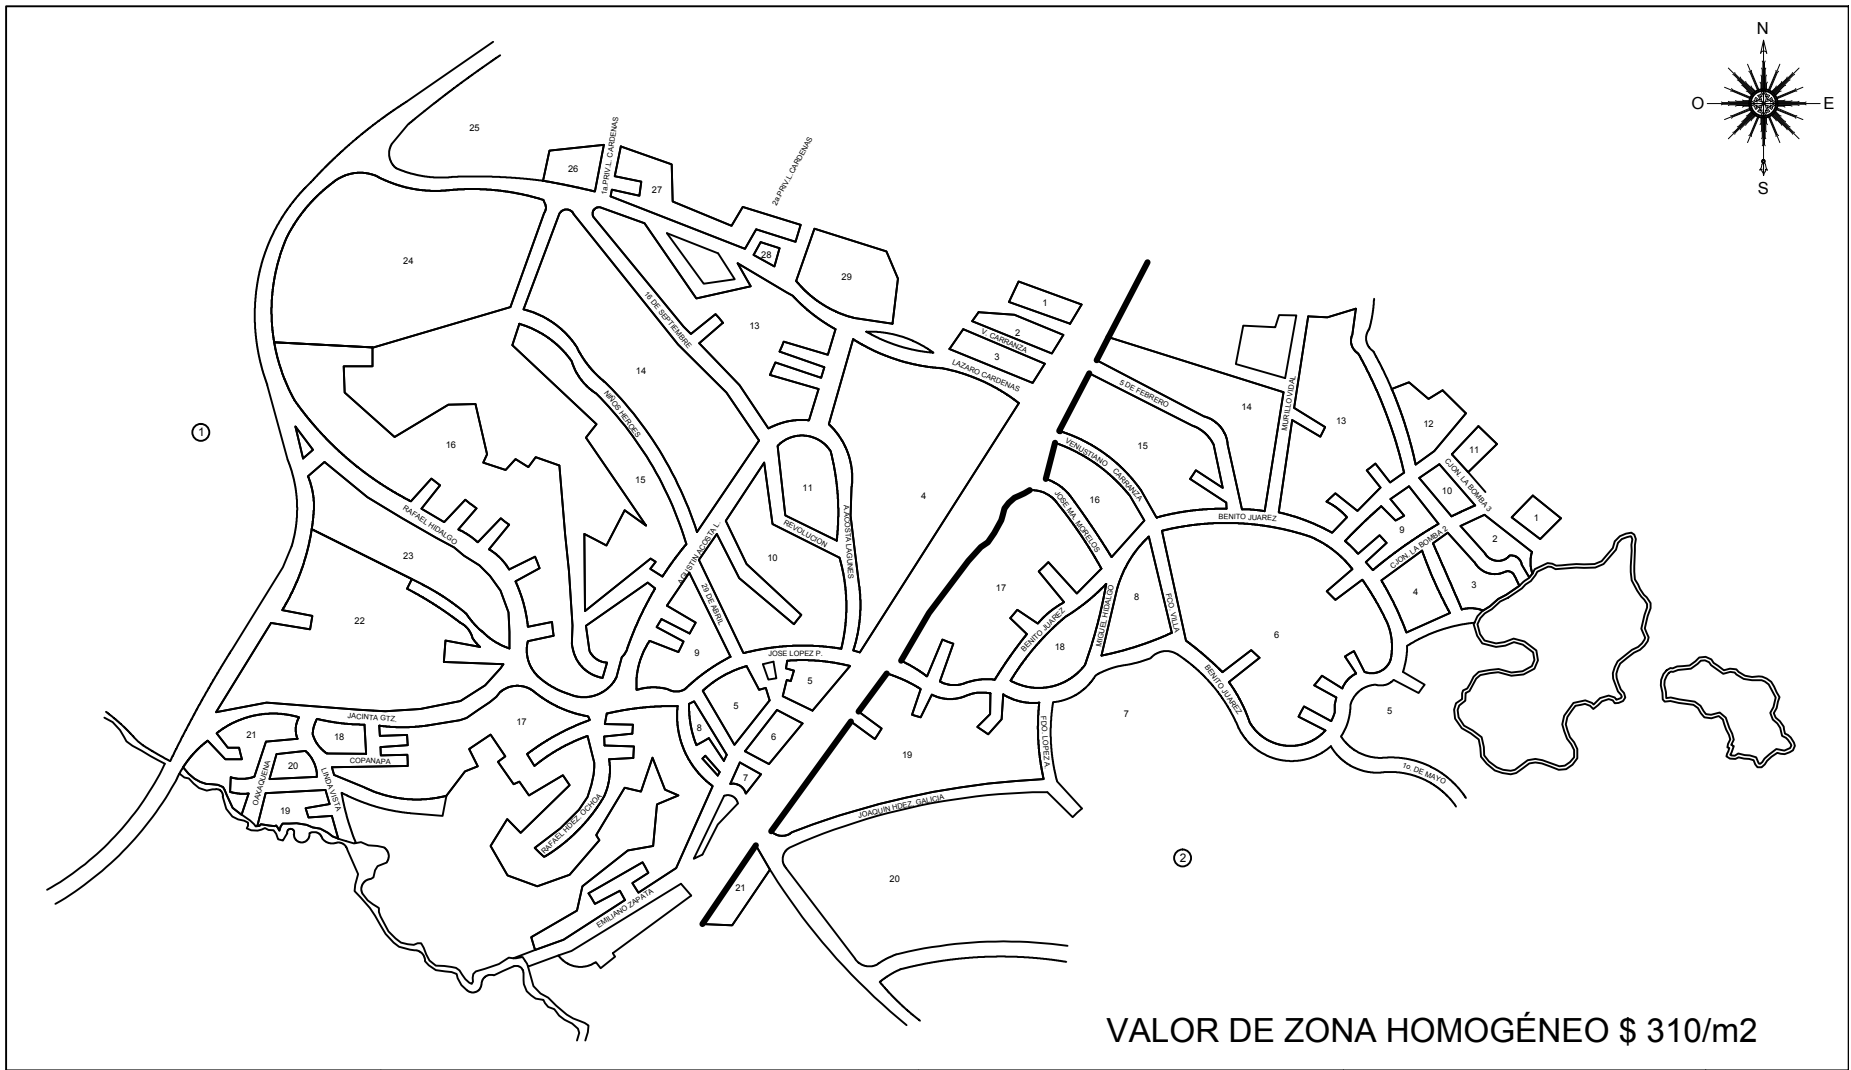 N
O
E
S
25
26
1a.PRIV.L. CARDENAS
27
2a.PRIV.L.CARDENAS
28
29
24
16 DE SEPTIEMBRE
13
14
NIÑOS HEROES
16
15
1
RAFAEL HIDALGO
23
22
11
REVOLUCION
A.ACOSTA LAGUNES
10
AGUSTIN ACOSTA L.
29 DE ABRIL
9
JOSE LOPEZ P.
5
5
8
6
7
4
1
2
V. CARRANZA
3
LAZARO CARDENAS
JACINTA GTZ.
17
21
18
20
COPANAPA
OAXAQUEÑA
LINDA VISTA
19
RAFAEL HDEZ. OCHOA
EMILIANO ZAPATA
5 DE FEBRERO
14
MURILLO VIDAL
13
15
VENUSTIANO CARRANZA
16
JOSE MA. MORELOS
BENITO JUAREZ
12
11
CJON. LA BOMBA 3
10
9
CJON. LA BOMBA 2
1
2
3
4
17
BENITO JUAREZ
MIGUEL HIDALGO
8
FCO. VILLA
18
6
BENITO JUAREZ
5
7
19
FDO. LOPEZ A
1o. DE MAYO
JOAQUIN HDEZ. GALICIA
20
21
2
VALOR DE ZONA HOMOGÉNEO $ 310/m2